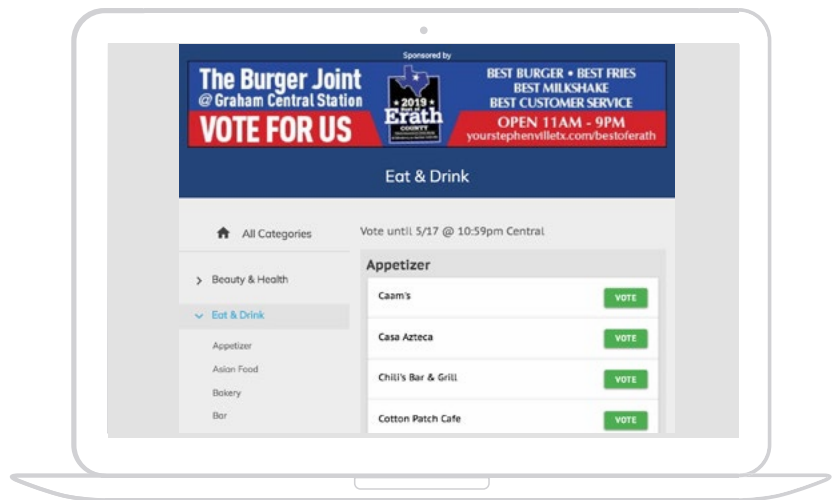 Sponsored by
The Burger Joint
@ Graham Central Station
VOTE FOR US
2019
Best of
Erath
COUNTY
BEST BURGER • BEST FRIES
BEST MILKSHAKE
BEST CUSTOMER SERVICE
OPEN 11AM - 9PM
yourstephenvilletx.com/bestoferath
Eat & Drink
All Categories
Beauty & Health
Eat & Drink
Appetizer
Asian Food
Bakery
Bar
Vote until 5/17 @ 10:59pm Central
Appetizer
Caam's
VOTE
Casa Azteca
VOTE
Chili's Bar & Grill
VOTE
Cotton Patch Cafe
VOTE